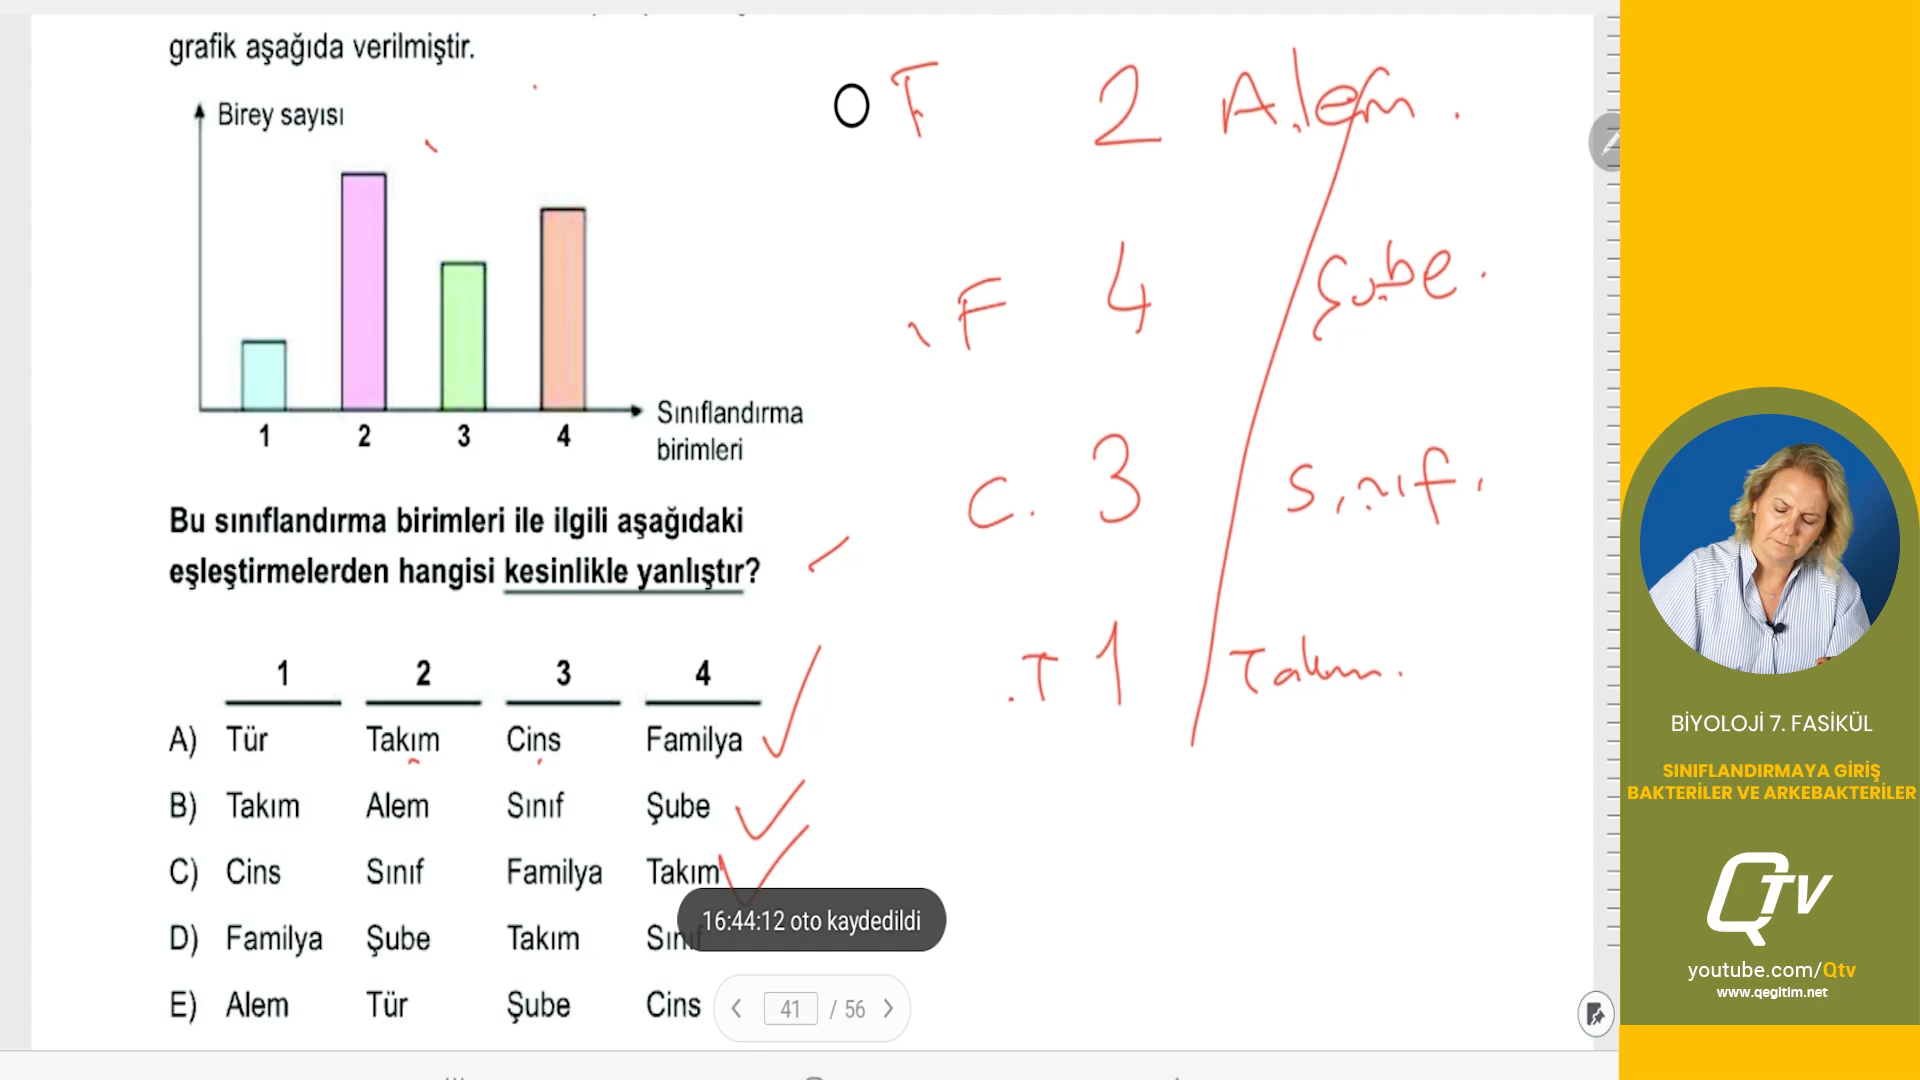 grafik aşağıda verilmiştir.
Birey sayısı
1 2 3 4
Sınıflandırma
birimleri
Bu sınıflandırma birimleri ile ilgili aşağıdaki
eşleştirmelerden hangisi kesinlikle yanlıştır?
1 2 3 4
A) Tür Takım Cins Familya
B) Takım Alem Sınıf Şube
C) Cins Sınıf Familya Takım
D) Familya Şube Takım Sınıf
E) Alem Tür Şube Cins
F 2 Alem.
F 4 Şube.
C. 3 Sınıf.
.T 1 Takım.
16:44:12 oto kaydedildi
41 / 56
BİYOLOJİ 7. FASİKÜL
SINIFLANDIRMAYA GİRİŞ
BAKTERİLER VE ARKEBAKTERİLER
QTV
youtube.com/Qtv
www.qegitim.net